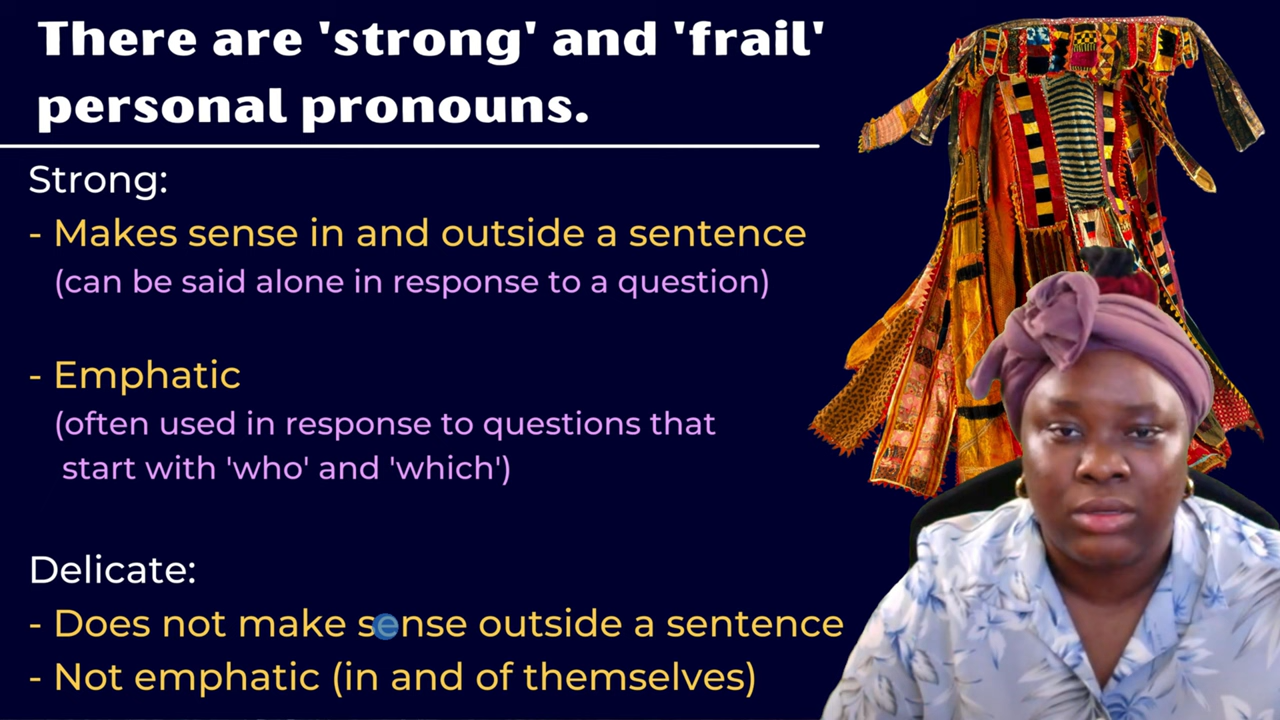 There are 'strong' and 'frail'
personal pronouns.
Strong:
- Makes sense in and outside a sentence
(can be said alone in response to a question)
- Emphatic
(often used in response to questions that
start with 'who' and 'which')
Delicate:
- Does not make sense outside a sentence
- Not emphatic (in and of themselves)